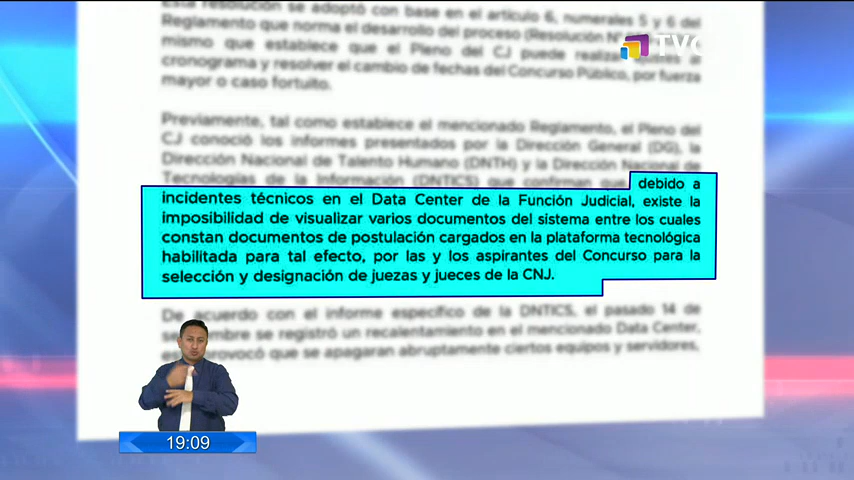 Esta resolución se adoptó con base en el artículo 6, numerales 5 y 6 del
Reglamento que norma el desarrollo del proceso (Resolución
mismo que establece que el Pleno del CJ puede realizar ajustes al
cronograma y resolver el cambio de fechas del Concurso Público, por fuerza
mayor o caso fortuito.
TVC
Previamente, tal como establece el mencionado Reglamento, el Pleno del
CJ conoció los informes presentados por la Dirección General (DG), la
Dirección Nacional de Talento Humano (DNTH) y la Dirección Nacional de
Tecnologías de la Información (DNTICS) que confirman que debido a
incidentes técnicos en el Data Center de la Función Judicial, existe la
imposibilidad de visualizar varios documentos del sistema entre los cuales
constan documentos de postulación cargados en la plataforma tecnológica
habilitada para tal efecto, por las y los aspirantes del Concurso para la
selección y designación de juezas y jueces de la CNJ.
De acuerdo con el informe específico de la DNTICS, el pasado 14 de
se registró un recalentamiento en el mencionado Data Center,
provocó que se apagaran abruptamente ciertos equipos y servidores,
19:09